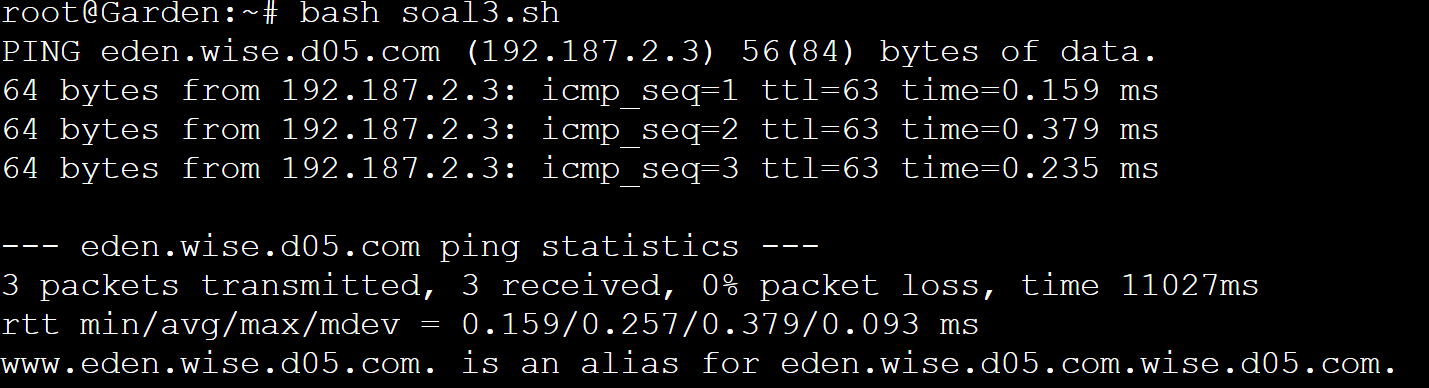 root@Garden:~# bash soal3.sh
PING eden.wise.d05.com (192.187.2.3) 56(84) bytes of data.
64 bytes from 192.187.2.3: icmp_seq=1 ttl=63 time=0.159 ms
64 bytes from 192.187.2.3: icmp_seq=2 ttl=63 time=0.379 ms
64 bytes from 192.187.2.3: icmp_seq=3 ttl=63 time=0.235 ms
--- eden.wise.d05.com ping statistics ---
3 packets transmitted, 3 received, 0% packet loss, time 11027ms
rtt min/avg/max/mdev = 0.159/0.257/0.379/0.093 ms
www.eden.wise.d05.com. is an alias for eden.wise.d05.com.wise.d05.com.